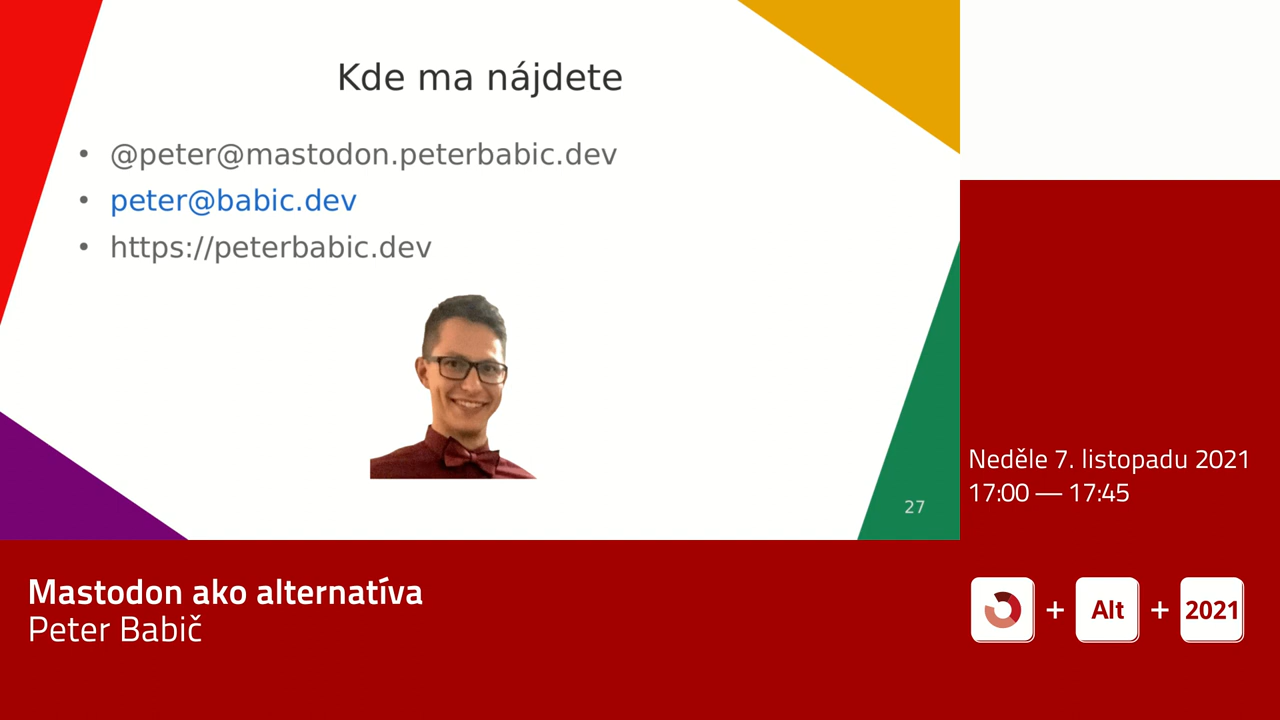 Kde ma nájdete
• @peter@mastodon.peterbabic.dev
• peter@babic.dev
• https://peterbabic.dev
27
Neděle 7. listopadu 2021
17:00 — 17:45
Mastodon ako alternatíva
Peter Babič
+ Alt + 2021